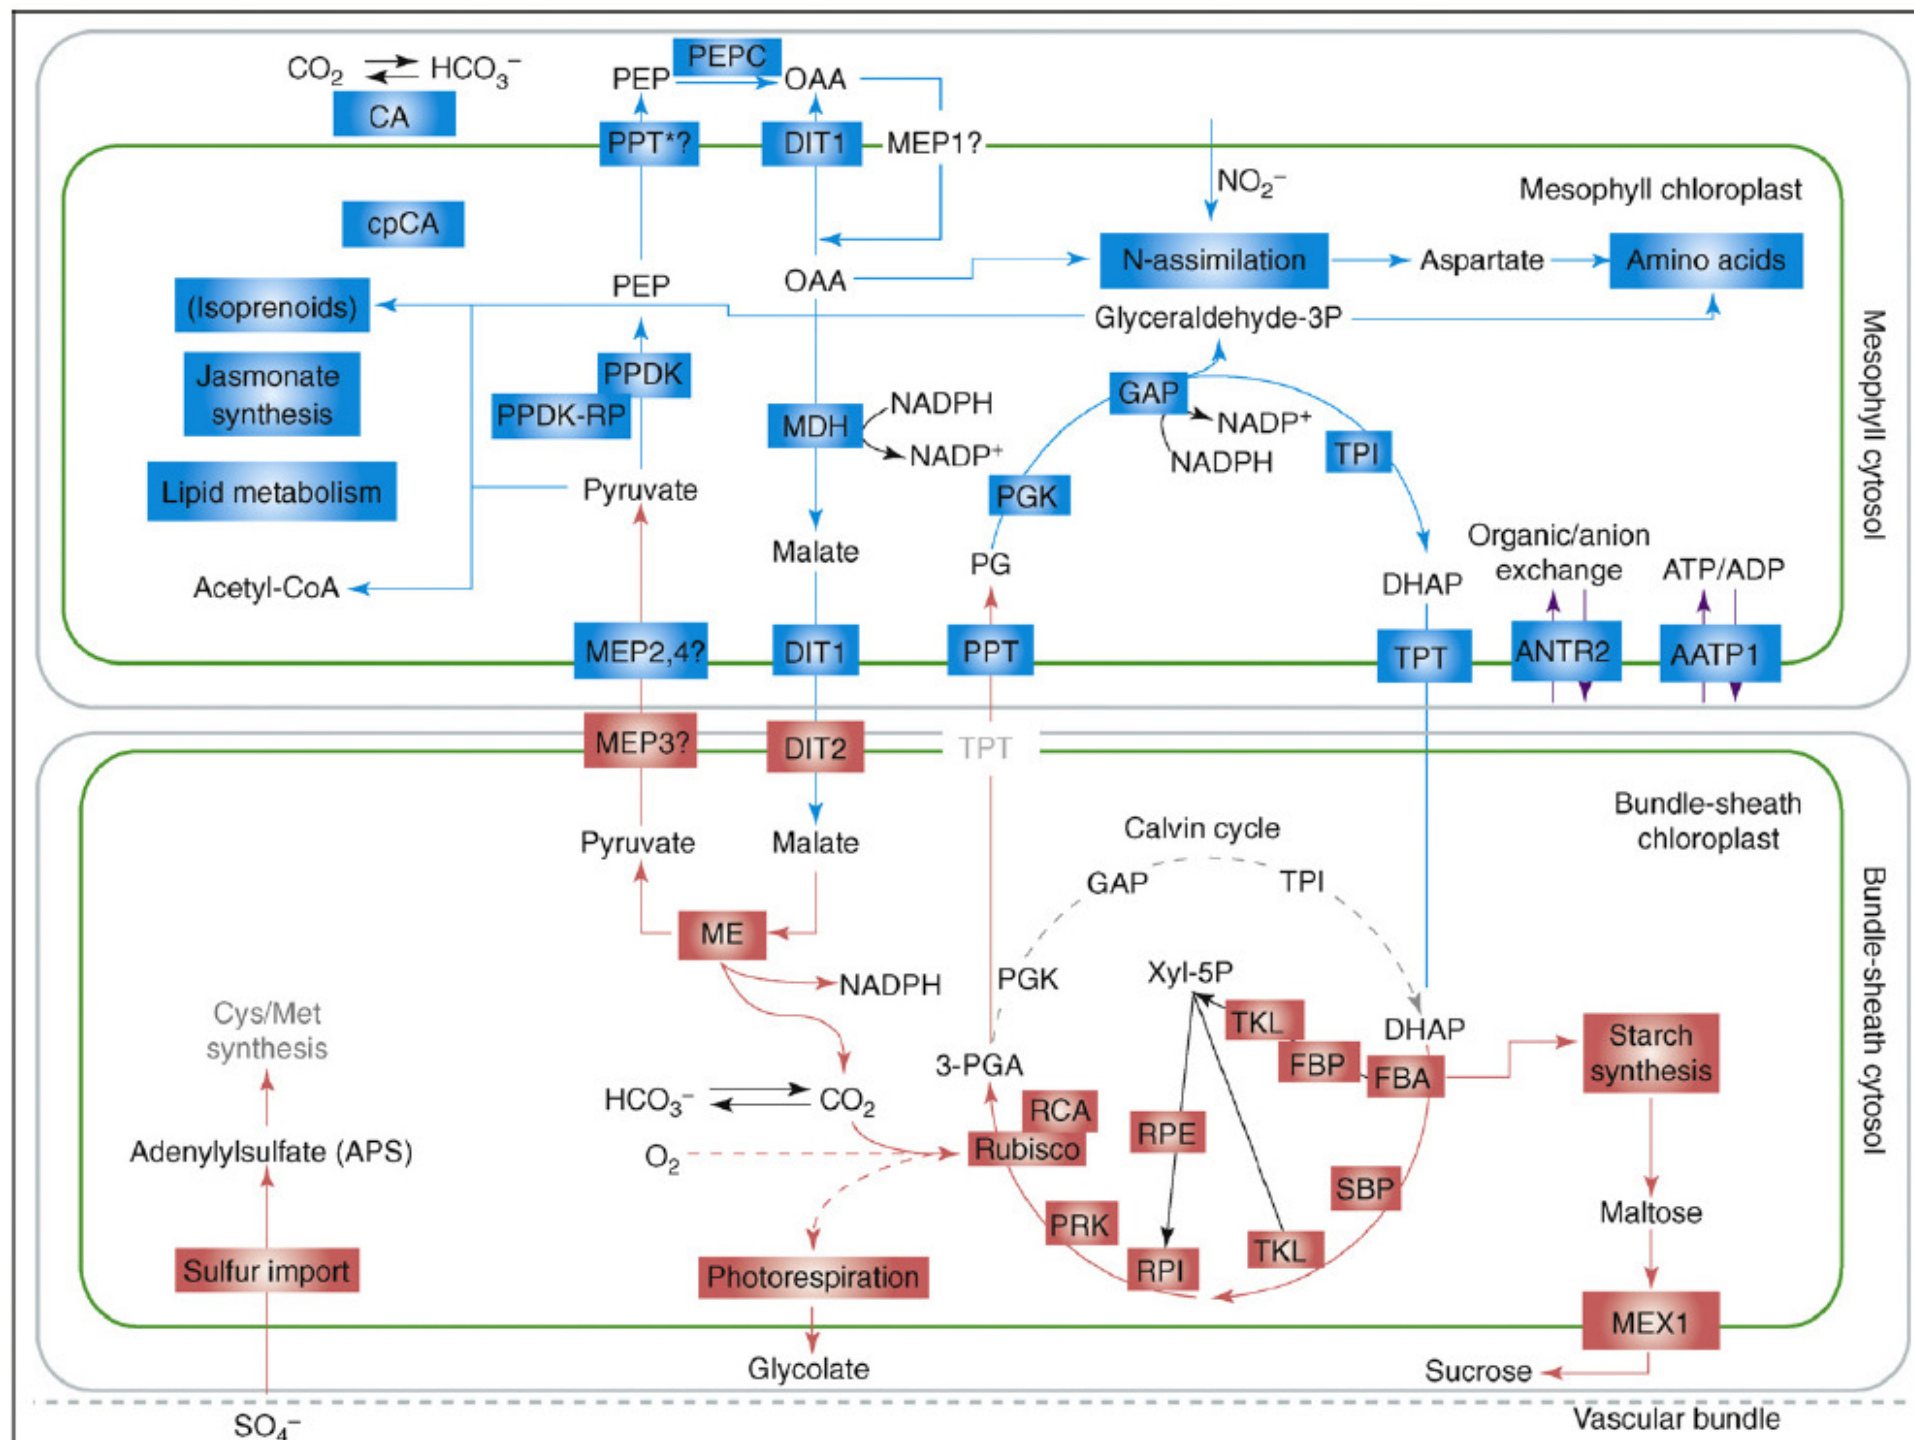 CO₂ HCO₃⁻
CA
PEP
PEPC
OAA
PPT*?
DIT1
MEP1?
cpCA
NO₂⁻
Mesophyll chloroplast
N-assimilation
Aspartate
Amino acids
(Isoprenoids)
PEP
OAA
Glyceraldehyde-3P
Jasmonate
synthesis
PPDK
PPDK-RP
MDH
NADPH
NADP⁺
GAP
NADP⁺
NADPH
TPI
PGK
Lipid metabolism
Pyruvate
Acetyl-CoA
Malate
PG
DHAP
Organic/anion
exchange
ATP/ADP
MEP2,4?
DIT1
PPT
TPT
ANTR2
AATP1
Mesophyll cytosol
MEP3?
DIT2
TPT
Bundle-sheath
chloroplast
Pyruvate
Malate
Calvin cycle
GAP
TPI
ME
NADPH
PGK
Xyl-5P
TKL
FBP
FBA
DHAP
Starch
synthesis
Cys/Met
synthesis
3-PGA
HCO₃⁻
CO₂
RCA
Rubisco
RPE
Adenylylsulfate (APS)
O₂
SBP
PRK
RPI
TKL
Maltose
Sulfur import
Photorespiration
MEX1
Glycolate
Sucrose
Bundle-sheath cytosol
SO₄⁻
Vascular bundle